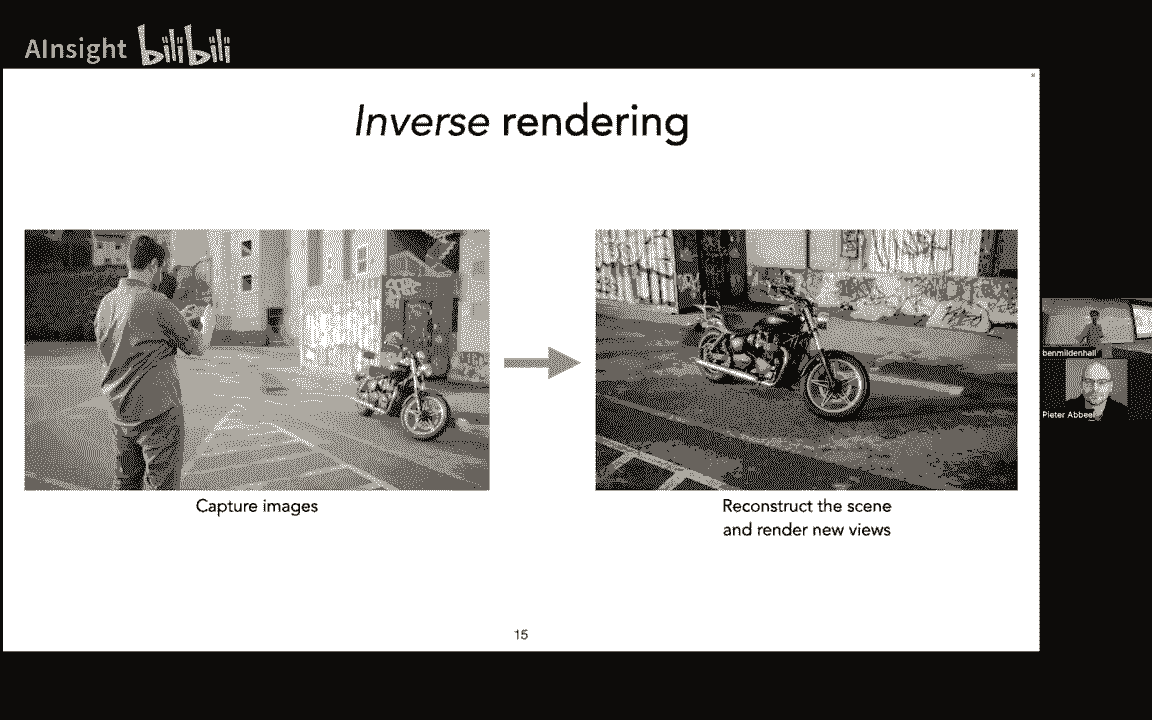 AInsight bilibili
Inverse rendering
Capture images
Reconstruct the scene
and render new views
15
benmildenhall
Pieter Abbeel